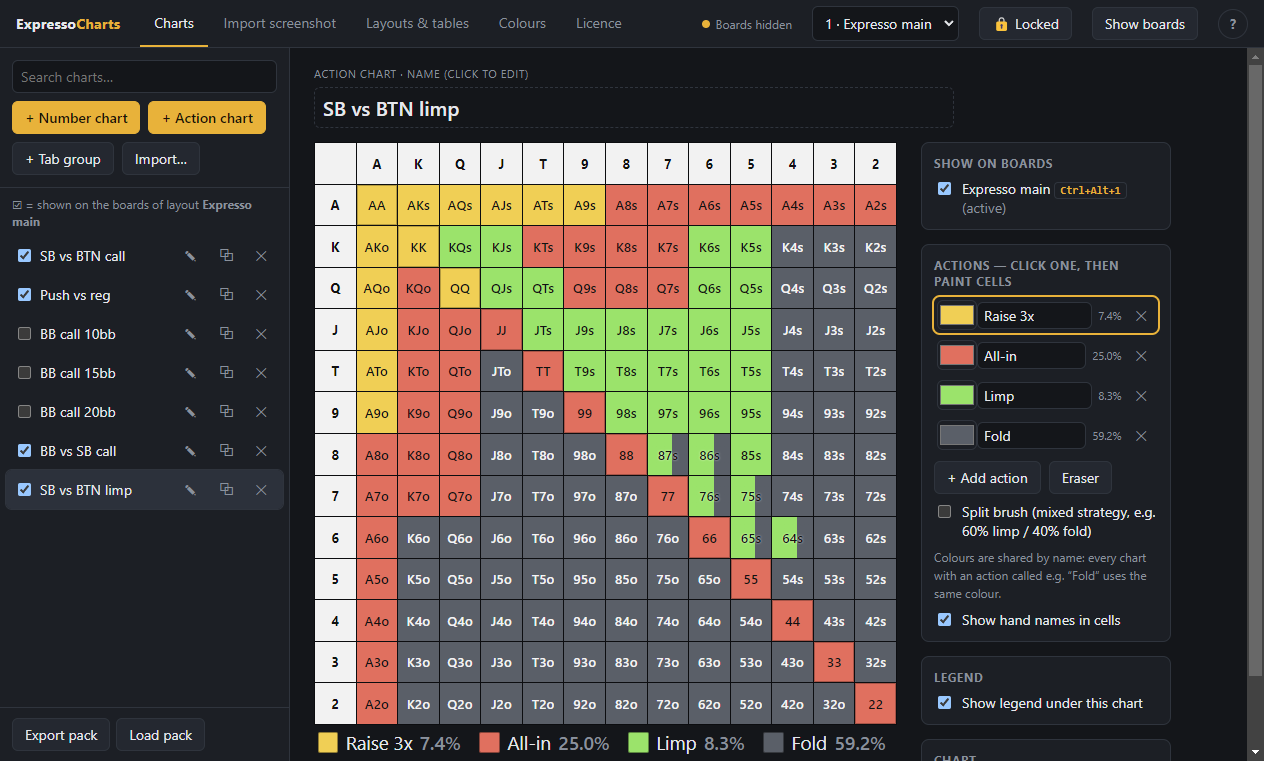 ExpressoCharts Charts Import screenshot Layouts & tables Colours Licence Boards hidden 1 · Expresso main Locked Show boards ?
Search charts...
+ Number chart + Action chart
+ Tab group Import...
☑ = shown on the boards of layout Expresso
main
SB vs BTN call
Push vs reg
BB call 10bb
BB call 15bb
BB call 20bb
BB vs SB call
SB vs BTN limp
Export pack Load pack
ACTION CHART · NAME (CLICK TO EDIT)
SB vs BTN limp
A K Q J T 9 8 7 6 5 4 3 2
A AA AKs AQs AJs ATs A9s A8s A7s A6s A5s A4s A3s A2s
K AKo KK KQs KJs KTs K9s K8s K7s K6s K5s K4s K3s K2s
Q AQo KQo QQ QJs QTs Q9s Q8s Q7s Q6s Q5s Q4s Q3s Q2s
J AJo KJo QJo JJ JTs J9s J8s J7s J6s J5s J4s J3s J2s
T ATo KTo QTo JTo TT T9s T8s T7s T6s T5s T4s T3s T2s
9 A9o K9o Q9o J9o T9o 99 98s 97s 96s 95s 94s 93s 92s
8 A8o K8o Q8o J8o T8o 98o 88 87s 86s 85s 84s 83s 82s
7 A7o K7o Q7o J7o T7o 97o 87o 77 76s 75s 74s 73s 72s
6 A6o K6o Q6o J6o T6o 96o 86o 76o 66 65s 64s 63s 62s
5 A5o K5o Q5o J5o T5o 95o 85o 75o 65o 55 54s 53s 52s
4 A4o K4o Q4o J4o T4o 94o 84o 74o 64o 54o 44 43s 42s
3 A3o K3o Q3o J3o T3o 93o 83o 73o 63o 53o 43o 33 32s
2 A2o K2o Q2o J2o T2o 92o 82o 72o 62o 52o 42o 32o 22
Raise 3x 7.4% All-in 25.0% Limp 8.3% Fold 59.2%
SHOW ON BOARDS
Expresso main Ctrl+Alt+1
(active)
ACTIONS — CLICK ONE, THEN
PAINT CELLS
Raise 3x 7.4%
All-in 25.0%
Limp 8.3%
Fold 59.2%
+ Add action Eraser
Split brush (mixed strategy, e.g.
60% limp / 40% fold)
Colours are shared by name: every chart
with an action called e.g. “Fold” uses the
same colour.
Show hand names in cells
LEGEND
Show legend under this chart
CHART